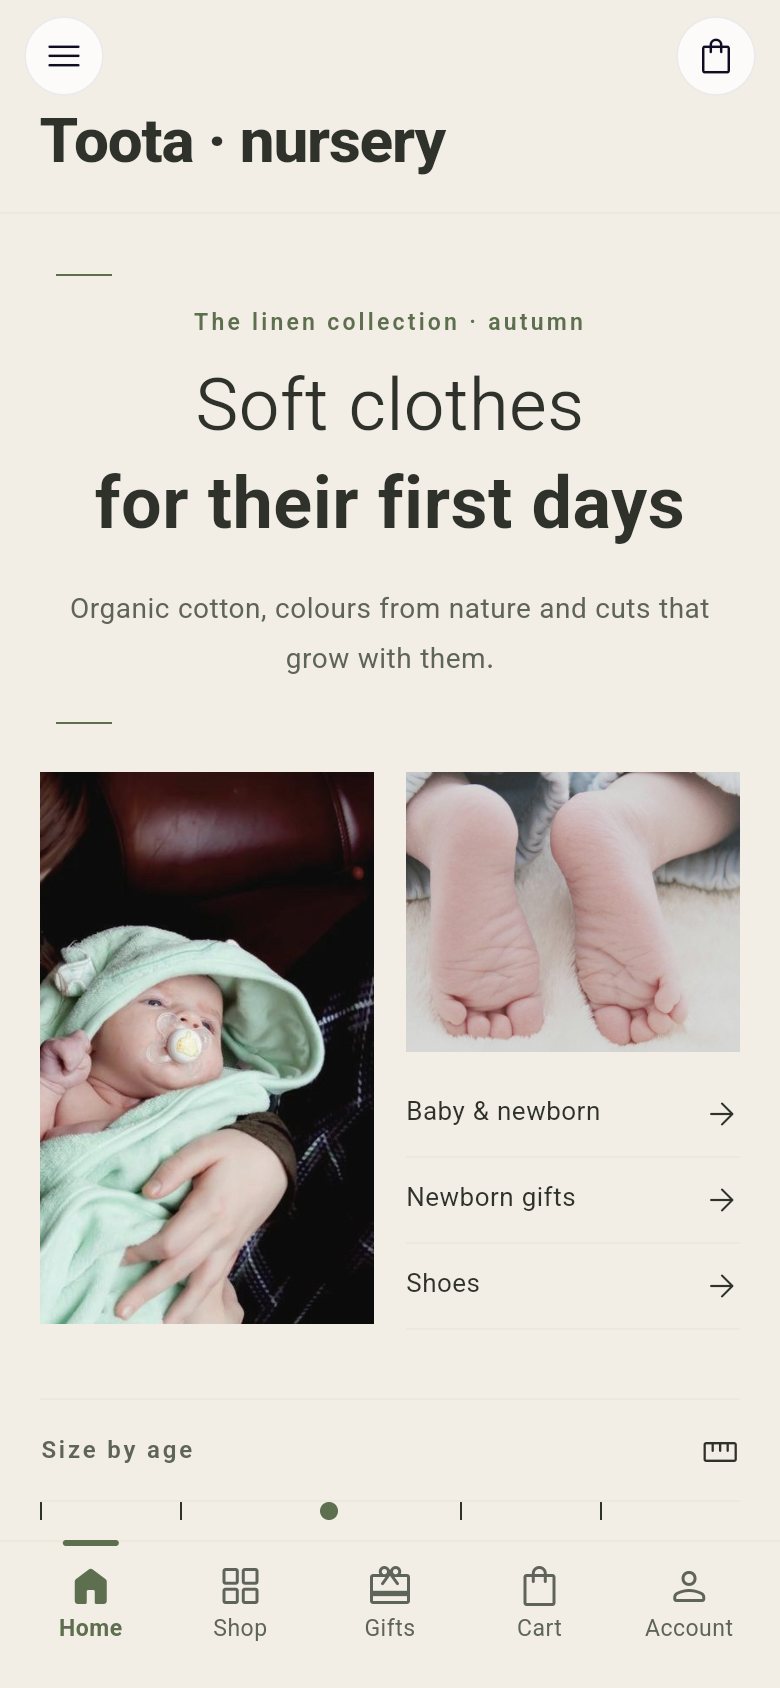 Toota · nursery
The linen collection · autumn
Soft clothes
for their first days
Organic cotton, colours from nature and cuts that
grow with them.
Baby & newborn
Newborn gifts
Shoes
Size by age
Home
Shop
Gifts
Cart
Account